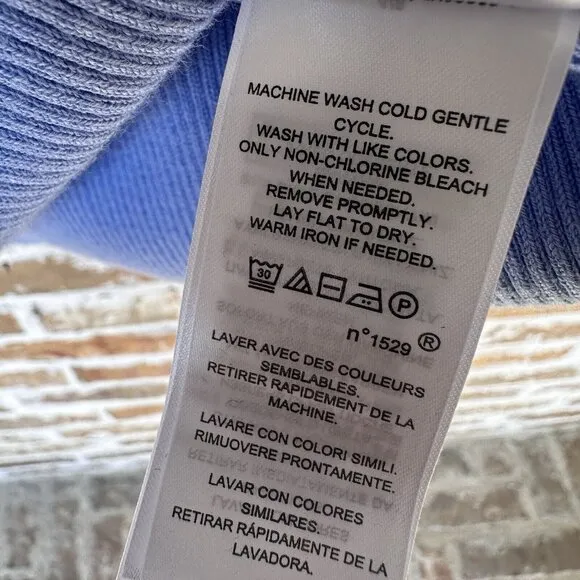 MACHINE WASH COLD GENTLE
CYCLE.
WASH WITH LIKE COLORS.
ONLY NON-CHLORINE BLEACH
WHEN NEEDED.
REMOVE PROMPTLY.
LAY FLAT TO DRY.
WARM IRON IF NEEDED.
30 P
n°1529 ®
LAVER AVEC DES COULEURS
SEMBLABLES.
RETIRER RAPIDEMENT DE LA
MACHINE.
LAVARE CON COLORI SIMILI.
RIMUOVERE PRONTAMENTE.
LAVAR CON COLORES
SIMILARES.
RETIRAR RÁPIDAMENTE DE LA
LAVADORA.